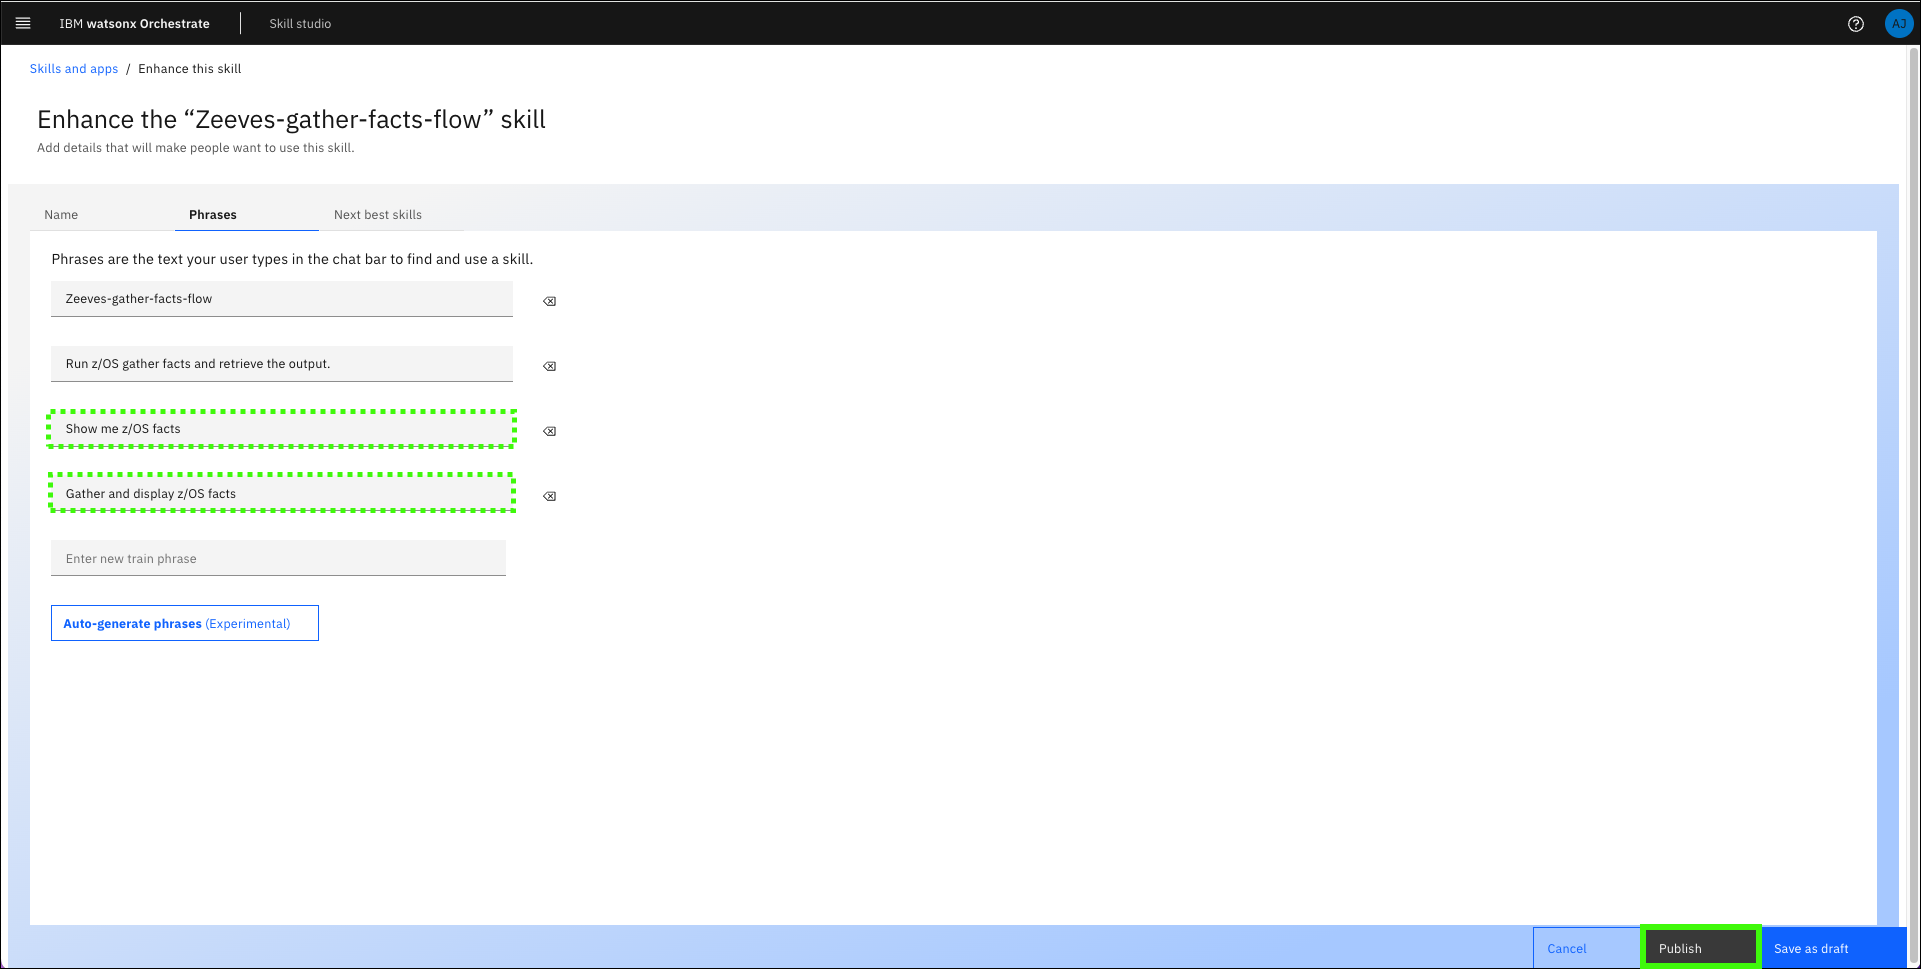 IBM watsonx Orchestrate Skill studio AJ
Skills and apps / Enhance this skill
Enhance the “Zeeves-gather-facts-flow” skill
Add details that will make people want to use this skill.
Name Phrases Next best skills
Phrases are the text your user types in the chat bar to find and use a skill.
Zeeves-gather-facts-flow
Run z/OS gather facts and retrieve the output.
Show me z/OS facts
Gather and display z/OS facts
Enter new train phrase
Auto-generate phrases (Experimental)
Cancel Publish Save as draft